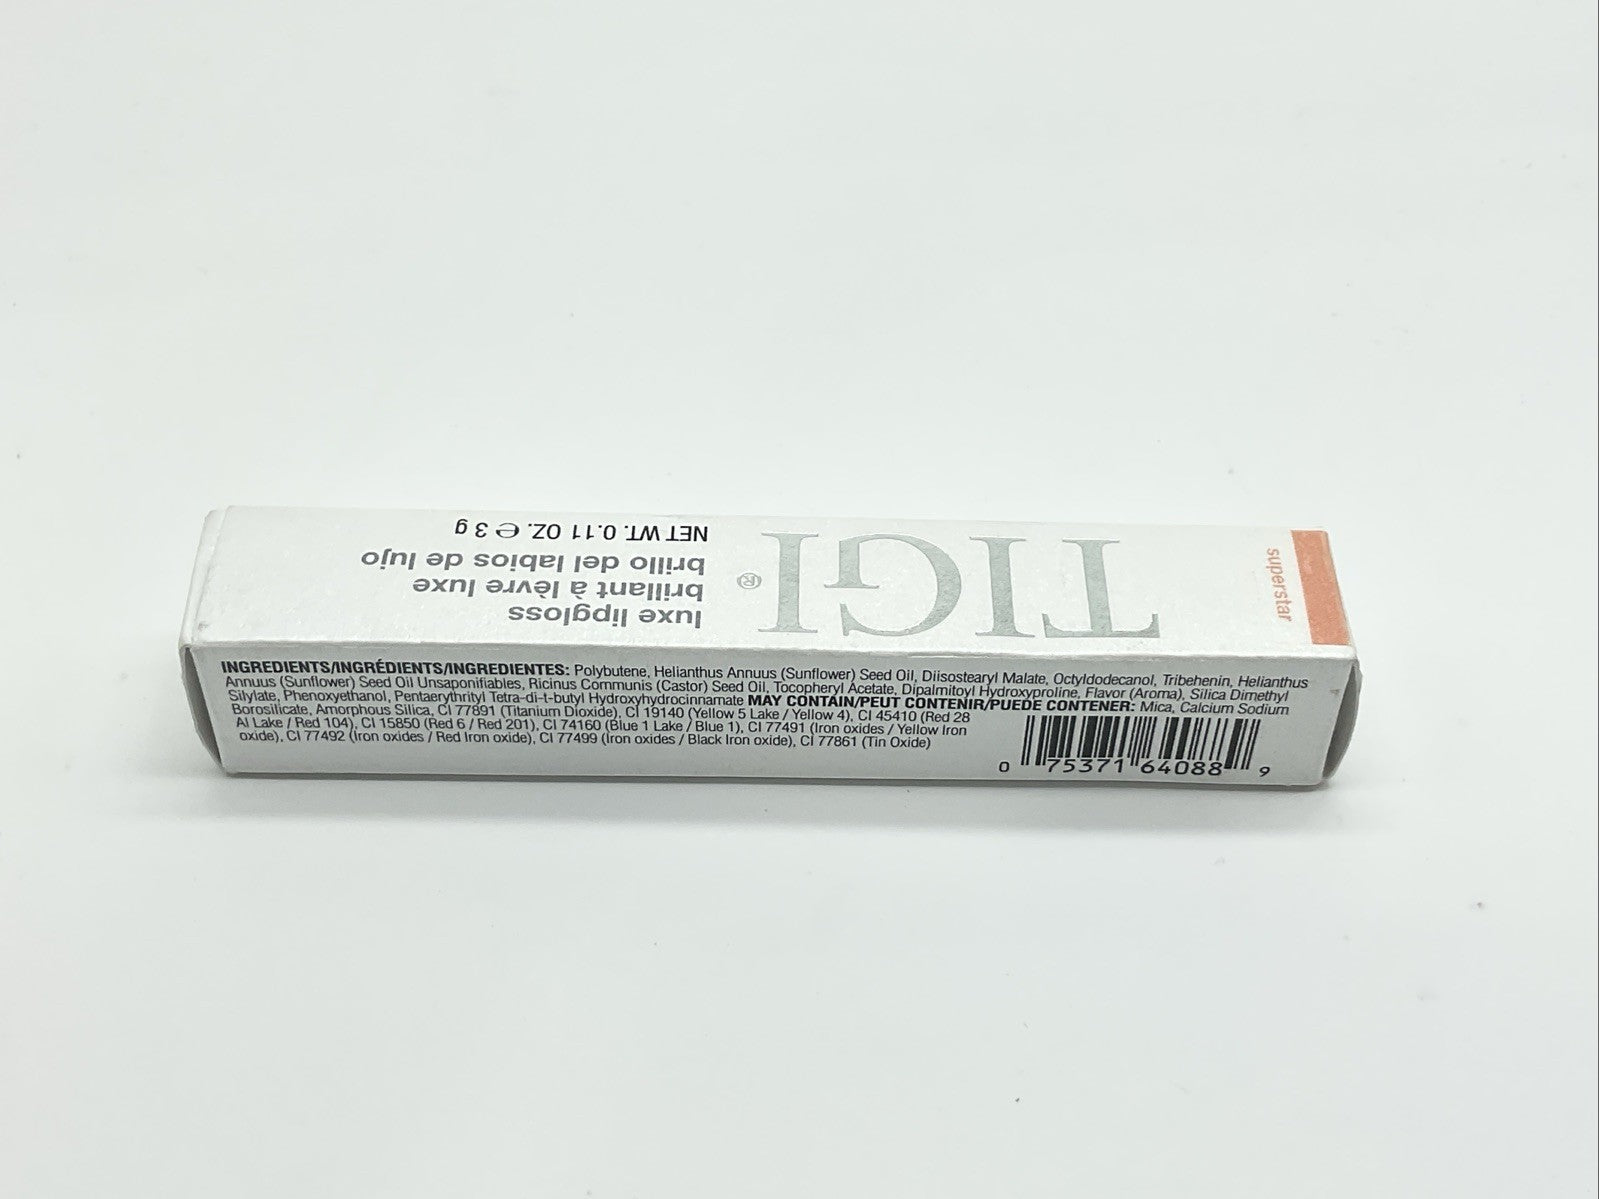 superstar
TIGI®
luxe lipgloss
brillant à lèvre luxe
brillo del labios de lujo
NET WT. 0.11 OZ. ℮ 3 g
INGREDIENTS/INGRÉDIENTS/INGREDIENTES: Polybutene, Helianthus Annuus (Sunflower) Seed Oil, Diisostearyl Malate, Octyldodecanol, Tribehenin, Helianthus
Annuus (Sunflower) Seed Oil Unsaponifiables, Ricinus Communis (Castor) Seed Oil, Tocopheryl Acetate, Dipalmitoyl Hydroxyproline, Flavor (Aroma), Silica Dimethyl
Silylate, Phenoxyethanol, Pentaerythrityl Tetra-di-t-butyl Hydroxyhydrocinnamate MAY CONTAIN/PEUT CONTENIR/PUEDE CONTENER: Mica, Calcium Sodium
Borosilicate, Amorphous Silica, CI 77891 (Titanium Dioxide), CI 19140 (Yellow 5 Lake / Yellow 4), CI 45410 (Red 28
Al Lake / Red 104), CI 15850 (Red 6 / Red 201), CI 74160 (Blue 1 Lake / Blue 1), CI 77491 (Iron oxides / Yellow Iron
oxide), CI 77492 (Iron oxides / Red Iron oxide), CI 77499 (Iron oxides / Black Iron oxide), CI 77861 (Tin Oxide)
0 75371 64088 9